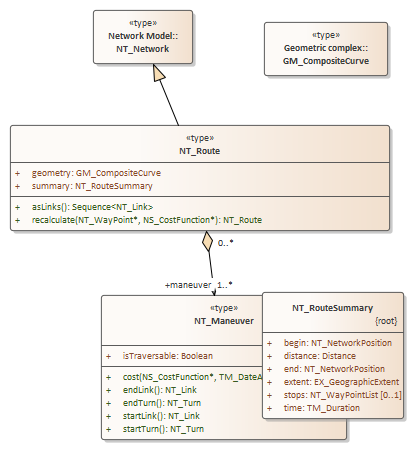 «type»
Network Model::
NT_Network
«type»
Geometric complex::
GM_CompositeCurve
«type»
NT_Route
+ geometry: GM_CompositeCurve
+ summary: NT_RouteSummary
+ asLinks(): Sequence<NT_Link>
+ recalculate(NT_WayPoint*, NS_CostFunction*): NT_Route
0..*
+maneuver 1..*
«type»
NT_Maneuver
+ isTraversable: Boolean
+ cost(NS_CostFunction*, TM_DateA
+ endLink(): NT_Link
+ endTurn(): NT_Turn
+ startLink(): NT_Link
+ startTurn(): NT_Turn
NT_RouteSummary
{root}
+ begin: NT_NetworkPosition
+ distance: Distance
+ end: NT_NetworkPosition
+ extent: EX_GeographicExtent
+ stops: NT_WayPointList [0..1]
+ time: TM_Duration